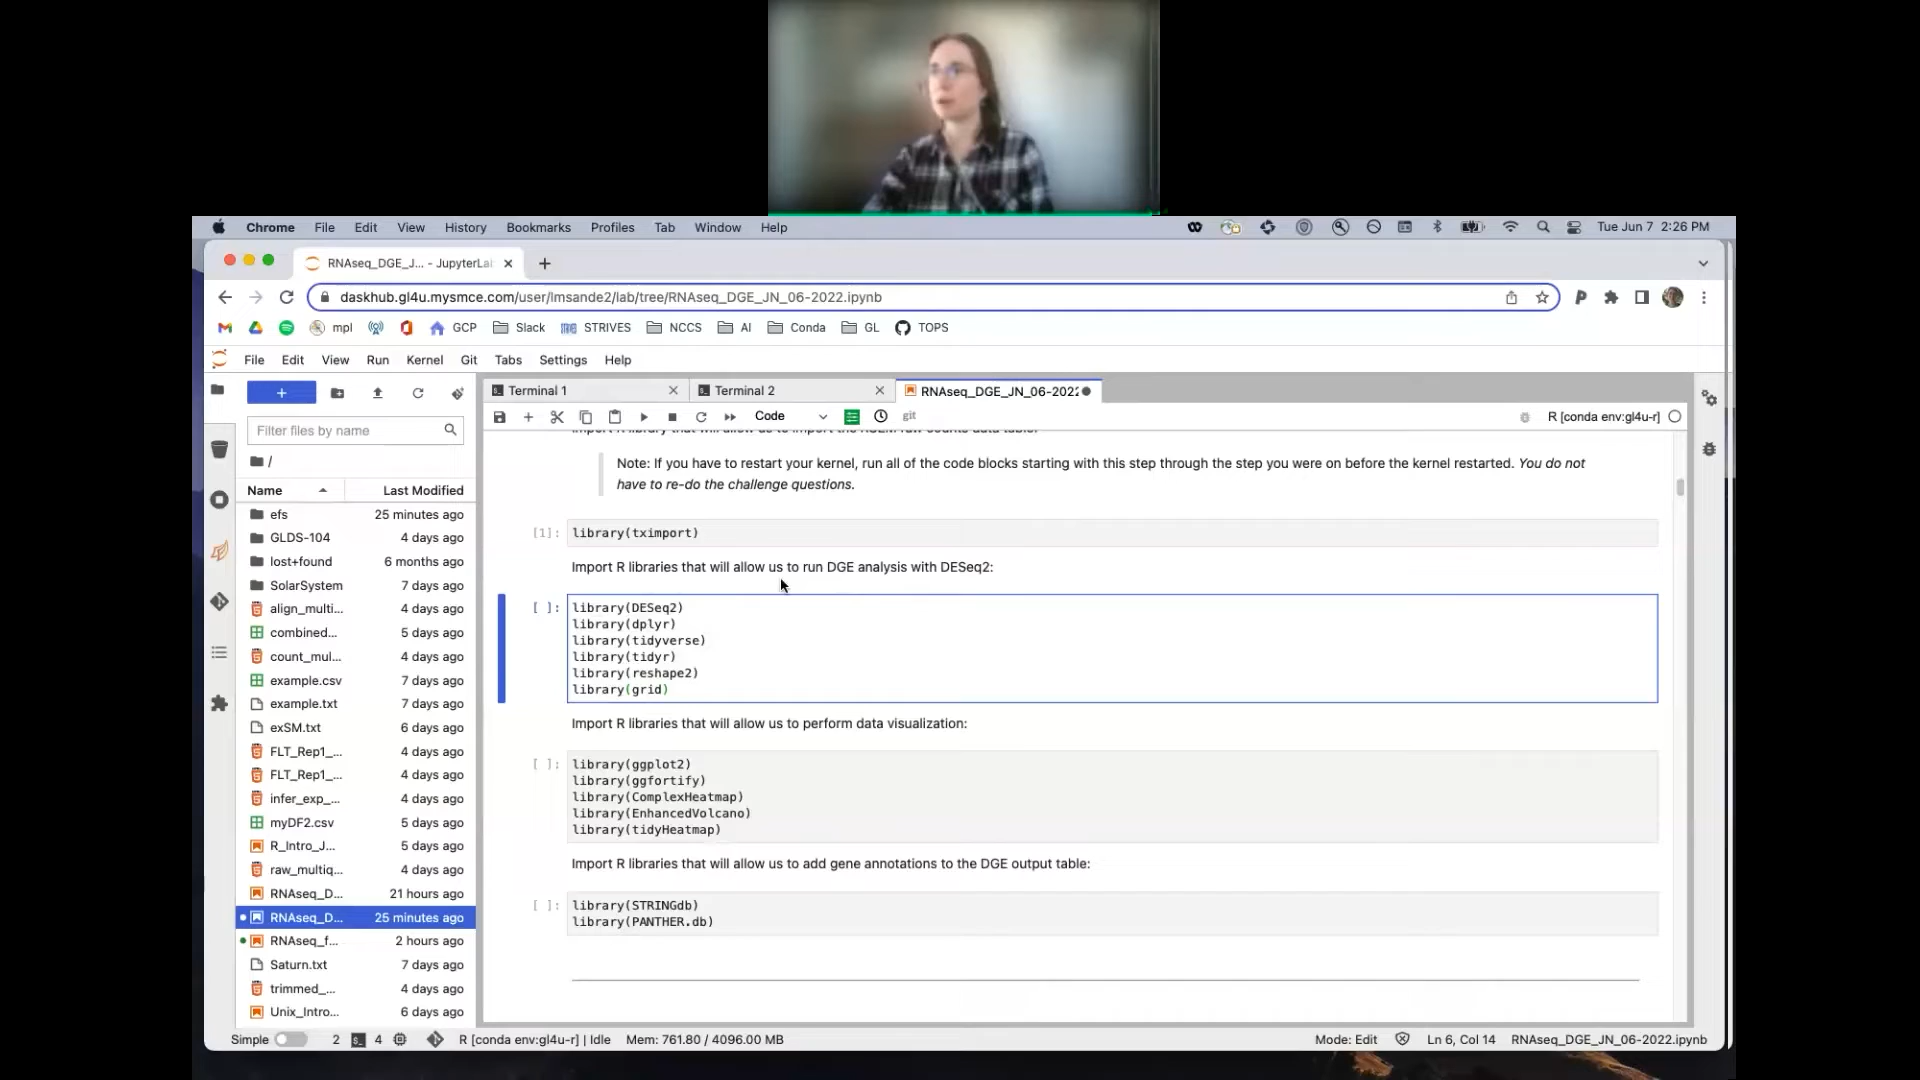 Chrome File Edit View History Bookmarks Profiles Tab Window Help Tue Jun 7 2:26 PM
RNAseq_DGE_J... - JupyterLa
daskhub.gl4u.mysmce.com/user/lmsande2/lab/tree/RNAseq_DGE_JN_06-2022.ipynb
mpl GCP Slack STRIVES NCCS AI Conda GL TOPS
File Edit View Run Kernel Git Tabs Settings Help
Terminal 1 Terminal 2 RNAseq_DGE_JN_06-2022
Code git R [conda env:gl4u-r]
Filter files by name
/
Name Last Modified
efs 25 minutes ago
GLDS-104 4 days ago
lost+found 6 months ago
SolarSystem 7 days ago
align_multi... 4 days ago
combined... 5 days ago
count_mul... 4 days ago
example.csv 7 days ago
example.txt 7 days ago
exSM.txt 6 days ago
FLT_Rep1_... 4 days ago
FLT_Rep1_... 4 days ago
infer_exp_... 4 days ago
myDF2.csv 5 days ago
R_Intro_J... 5 days ago
raw_multiq... 4 days ago
RNAseq_D... 21 hours ago
RNAseq_D... 25 minutes ago
RNAseq_f... 2 hours ago
Saturn.txt 7 days ago
trimmed_... 4 days ago
Unix_Intro... 6 days ago
Note: If you have to restart your kernel, run all of the code blocks starting with this step through the step you were on before the kernel restarted. You do not
have to re-do the challenge questions.
[1]: library(tximport)
Import R libraries that will allow us to run DGE analysis with DESeq2:
[ ]: library(DESeq2)
library(dplyr)
library(tidyverse)
library(tidyr)
library(reshape2)
library(grid)
Import R libraries that will allow us to perform data visualization:
[ ]: library(ggplot2)
library(ggfortify)
library(ComplexHeatmap)
library(EnhancedVolcano)
library(tidyHeatmap)
Import R libraries that will allow us to add gene annotations to the DGE output table:
[ ]: library(STRINGdb)
library(PANTHER.db)
Simple 2 4 R [conda env:gl4u-r] | Idle Mem: 761.80 / 4096.00 MB Mode: Edit Ln 6, Col 14 RNAseq_DGE_JN_06-2022.ipynb